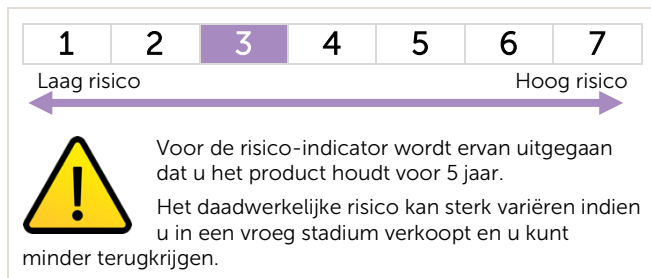 1 2 3 4 5 6 7
Laag risico Hoog risico
Voor de risico-indicator wordt ervan uitgegaan
dat u het product houdt voor 5 jaar.
Het daadwerkelijke risico kan sterk variëren indien
u in een vroeg stadium verkoopt en u kunt
minder terugkrijgen.